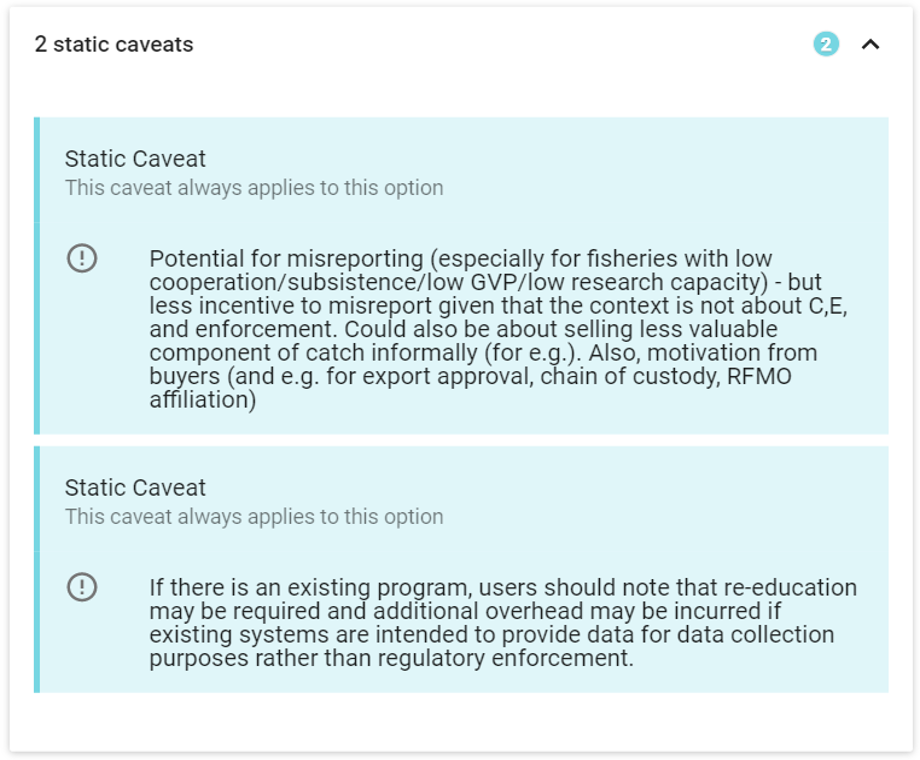 2 static caveats
2
Static Caveat
This caveat always applies to this option
Potential for misreporting (especially for fisheries with low
cooperation/subsistence/low GVP/low research capacity) - but
less incentive to misreport given that the context is not about C,E,
and enforcement. Could also be about selling less valuable
component of catch informally (for e.g.). Also, motivation from
buyers (and e.g. for export approval, chain of custody, RFMO
affiliation)
Static Caveat
This caveat always applies to this option
If there is an existing program, users should note that re-education
may be required and additional overhead may be incurred if
existing systems are intended to provide data for data collection
purposes rather than regulatory enforcement.